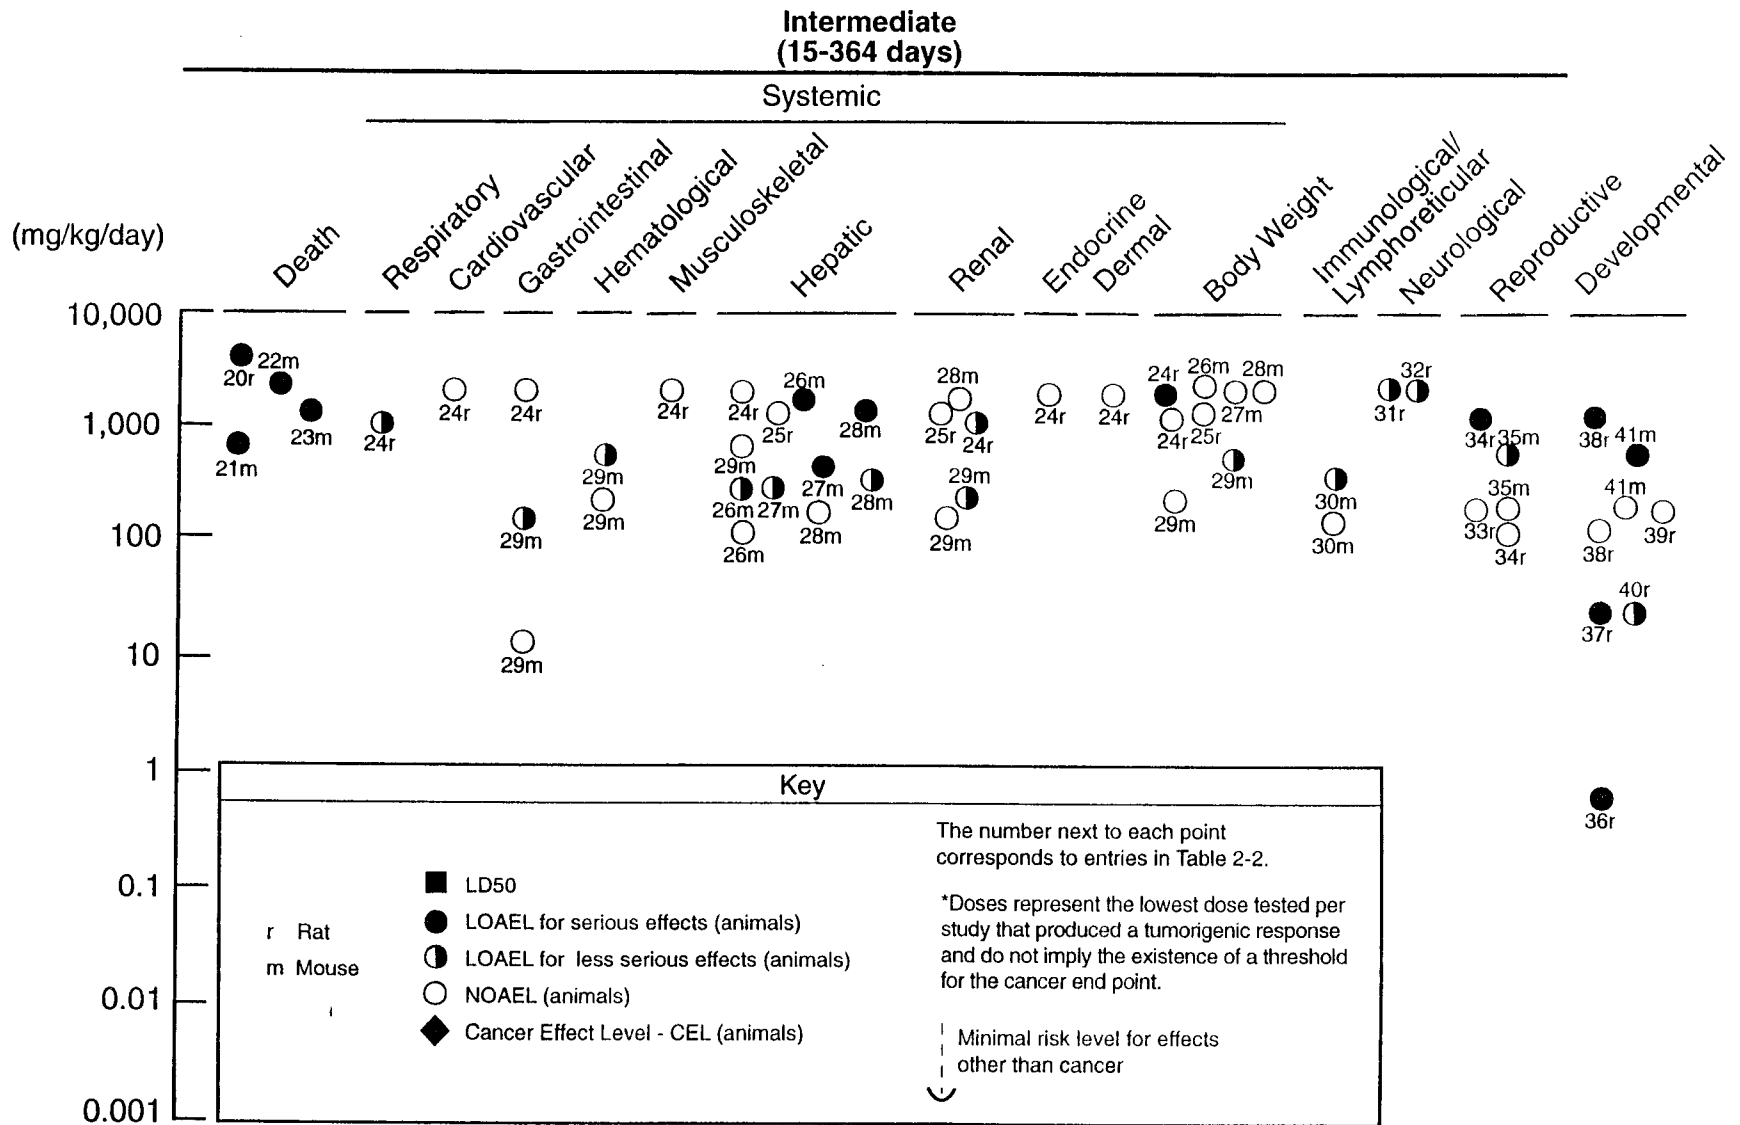 Intermediate
(15-364 days)
Systemic
(mg/kg/day)
Death
Respiratory
Cardiovascular
Gastrointestinal
Hematological
Musculoskeletal
Hepatic
Renal
Endocrine
Dermal
Body Weight
Immunological/
Lymphoreticular
Neurological
Reproductive
Developmental
10,000
1,000
100
10
1
0.1
0.01
0.001
20r
22m
23m
21m
24r
24r
24r
29m
29m
29m
29m
24r
24r
26m
25r
28m
29m
27m
26m
27m
28m
28m
26m
28m
25r
24r
29m
29m
24r
24r
24r
26m
28m
27m
24r
25r
29m
29m
30m
30m
32r
31r
34r
35m
35m
33r
34r
38r
41m
41m
38r
39r
40r
37r
36r
Key
r Rat
m Mouse
LD50
LOAEL for serious effects (animals)
LOAEL for less serious effects (animals)
NOAEL (animals)
Cancer Effect Level - CEL (animals)
The number next to each point
corresponds to entries in Table 2-2.
*Doses represent the lowest dose tested per
study that produced a tumorigenic response
and do not imply the existence of a threshold
for the cancer end point.
Minimal risk level for effects
other than cancer